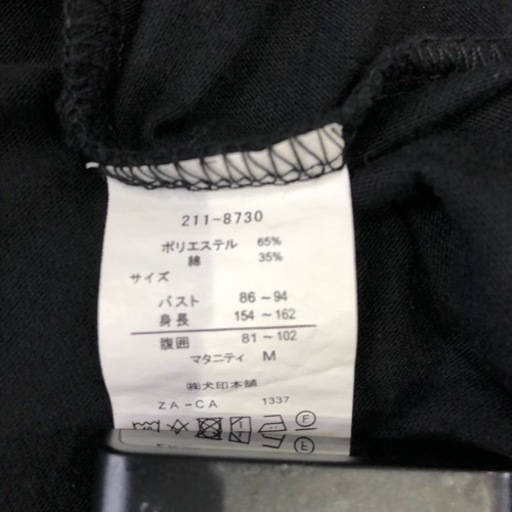 211-8730
ポリエステル 65%
綿 35%
サイズ
バスト 86～94
身長 154～162
腹囲 81～102
マタニティ M
㈱犬印本舗
ZA-CA 1337